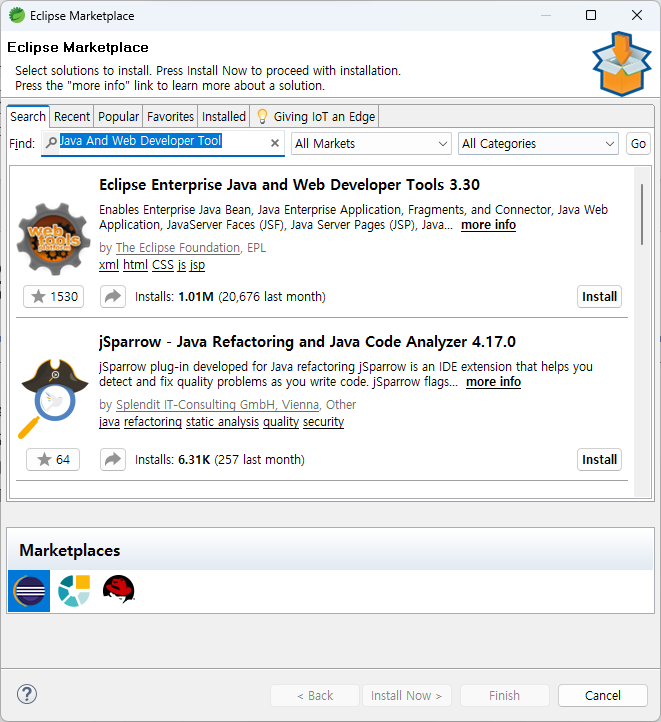 Eclipse Marketplace
Eclipse Marketplace
Select solutions to install. Press Install Now to proceed with installation.
Press the "more info" link to learn more about a solution.
Search Recent Popular Favorites Installed Giving IoT an Edge
Find: Java And Web Developer Tool All Markets All Categories Go
Eclipse Enterprise Java and Web Developer Tools 3.30
Enables Enterprise Java Bean, Java Enterprise Application, Fragments, and Connector, Java Web
Application, JavaServer Faces (JSF), Java Server Pages (JSP), Java... more info
web
tools
platform
by The Eclipse Foundation, EPL
xml html CSS js jsp
1530 Installs: 1.01M (20,676 last month) Install
jSparrow - Java Refactoring and Java Code Analyzer 4.17.0
jSparrow plug-in developed for Java refactoring jSparrow is an IDE extension that helps you
detect and fix quality problems as you write code. jSparrow flags... more info
by Splendit IT-Consulting GmbH, Vienna, Other
java refactoring static analysis quality security
64 Installs: 6.31K (257 last month) Install
Marketplaces
? < Back Install Now > Finish Cancel